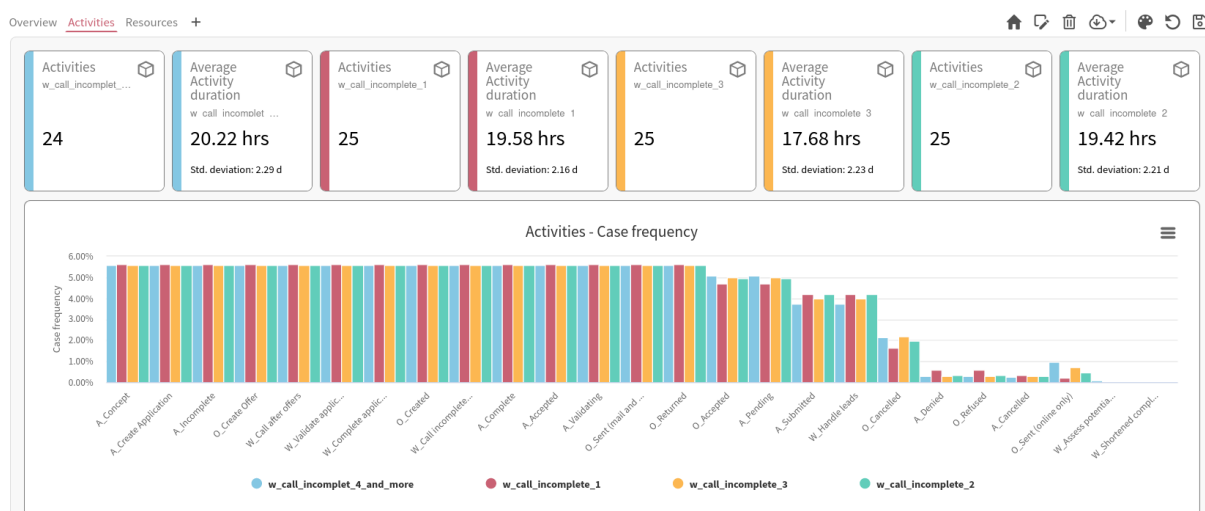 Overview Activities Resources +
Activities
w_call_incomplet_...
24
Average
Activity
duration
w_call_incomplet_...
20.22 hrs
Std. deviation: 2.29 d
Activities
w_call_incomplete_1
25
Average
Activity
duration
w_call_incomplete_1
19.58 hrs
Std. deviation: 2.16 d
Activities
w_call_incomplete_3
25
Average
Activity
duration
w_call_incomplete_3
17.68 hrs
Std. deviation: 2.23 d
Activities
w_call_incomplete_2
25
Average
Activity
duration
w_call_incomplete_2
19.42 hrs
Std. deviation: 2.21 d
Activities - Case frequency
Case frequency
6.00%
5.00%
4.00%
3.00%
2.00%
1.00%
0.00%
A_Concept
A_Create Application
A_Incomplete
O_Create Offer
W_Call after offers
W_Validate applic...
W_Complete applic...
O_Created
W_Call incomplete...
A_Complete
A_Accepted
A_Validating
O_Sent (mail and ...
O_Returned
O_Accepted
A_Pending
A_Submitted
W_Handle leads
O_Cancelled
A_Denied
O_Refused
A_Cancelled
O_Sent (online only)
W_Assess potentia...
W_Shortened compl...
w_call_incomplet_4_and_more w_call_incomplete_1 w_call_incomplete_3 w_call_incomplete_2